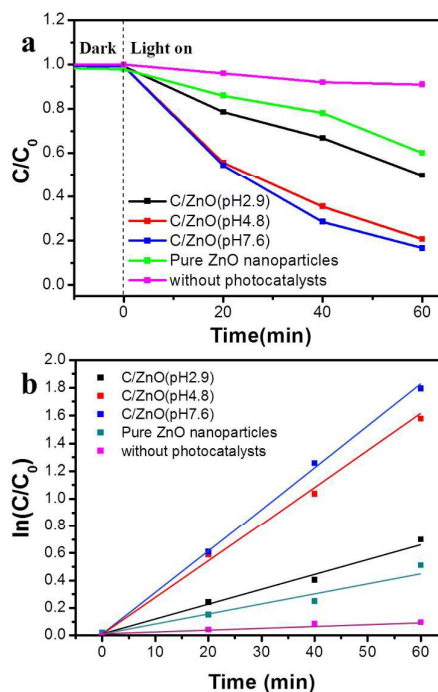 a
Dark Light on
1.2
1.0
0.8
0.6
0.4
0.2
0.0
C/C0
C/ZnO(pH2.9)
C/ZnO(pH4.8)
C/ZnO(pH7.6)
Pure ZnO nanoparticles
without photocatalysts
0 20 40 60
Time(min)
b
2.0
1.8
1.6
1.4
1.2
1.0
0.8
0.6
0.4
0.2
0.0
ln(C/C0)
C/ZnO(pH2.9)
C/ZnO(pH4.8)
C/ZnO(pH7.6)
Pure ZnO nanoparticles
without photocatalysts
0 10 20 30 40 50 60
Time (min)